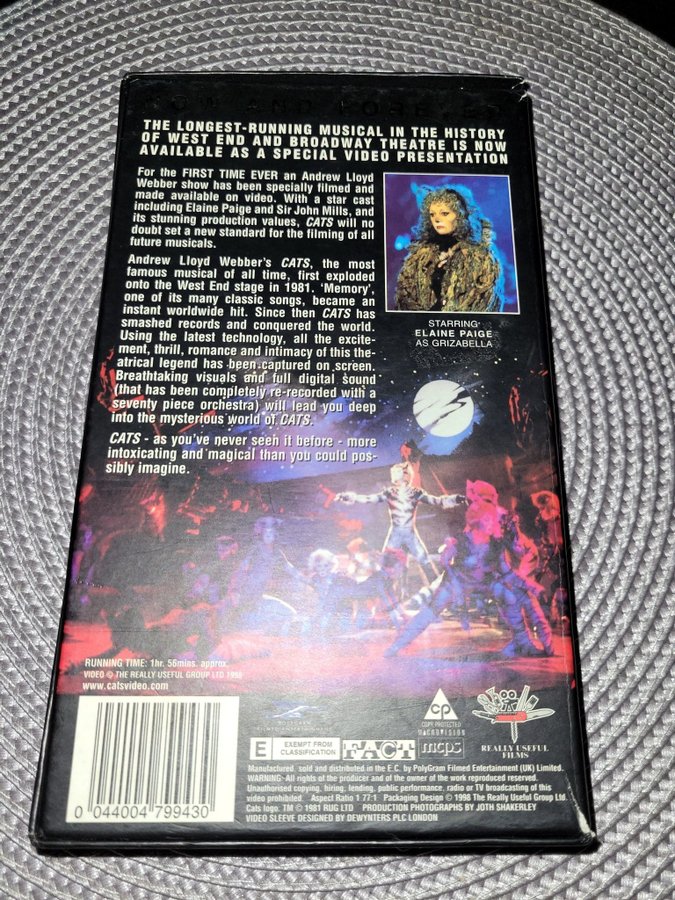 NOW AND FOREVER
THE LONGEST-RUNNING MUSICAL IN THE HISTORY
OF WEST END AND BROADWAY THEATRE IS NOW
AVAILABLE AS A SPECIAL VIDEO PRESENTATION
For the FIRST TIME EVER an Andrew Lloyd
Webber show has been specially filmed and
made available on video. With a star cast
including Elaine Paige and Sir John Mills, and
its stunning production values, CATS will no
doubt set a new standard for the filming of all
future musicals.
Andrew Lloyd Webber's CATS, the most
famous musical of all time, first exploded
onto the West End stage in 1981. 'Memory',
one of its many classic songs, became an
instant worldwide hit. Since then CATS has
smashed records and conquered the world.
Using the latest technology, all the excite-
ment, thrill, romance and intimacy of this the-
atrical legend has been captured on screen.
Breathtaking visuals and full digital sound
(that has been completely re-recorded with a
seventy piece orchestra) will lead you deep
into the mysterious world of CATS.
CATS - as you've never seen it before - more
intoxicating and magical than you could pos-
sibly imagine.
STARRING
ELAINE PAIGE
AS GRIZABELLA
RUNNING TIME: 1hr. 56mins. approx.
VIDEO © THE REALLY USEFUL GROUP LTD 1998
www.catsvideo.com
0 044004 799430
POLYGRAM
FILMED ENTERTAINMENT
CP
COPY PROTECTED
MACROVISION
REALLY USEFUL
FILMS
E EXEMPT FROM
CLASSIFICATION
FACT
mcps
Manufactured, sold and distributed in the E.C. by PolyGram Filmed Entertainment (UK) Limited.
WARNING: All rights of the producer and of the owner of the work reproduced reserved.
Unauthorised copying, hiring, lending, public performance, radio or TV broadcasting of this
video prohibited. Aspect Ratio 1.77:1 Packaging Design © 1998 The Really Useful Group Ltd.
Cats logo: TM © 1981 RUG LTD PRODUCTION PHOTOGRAPHS BY JOTH SHAKERLEY
VIDEO SLEEVE DESIGNED BY DEWYNTERS PLC LONDON